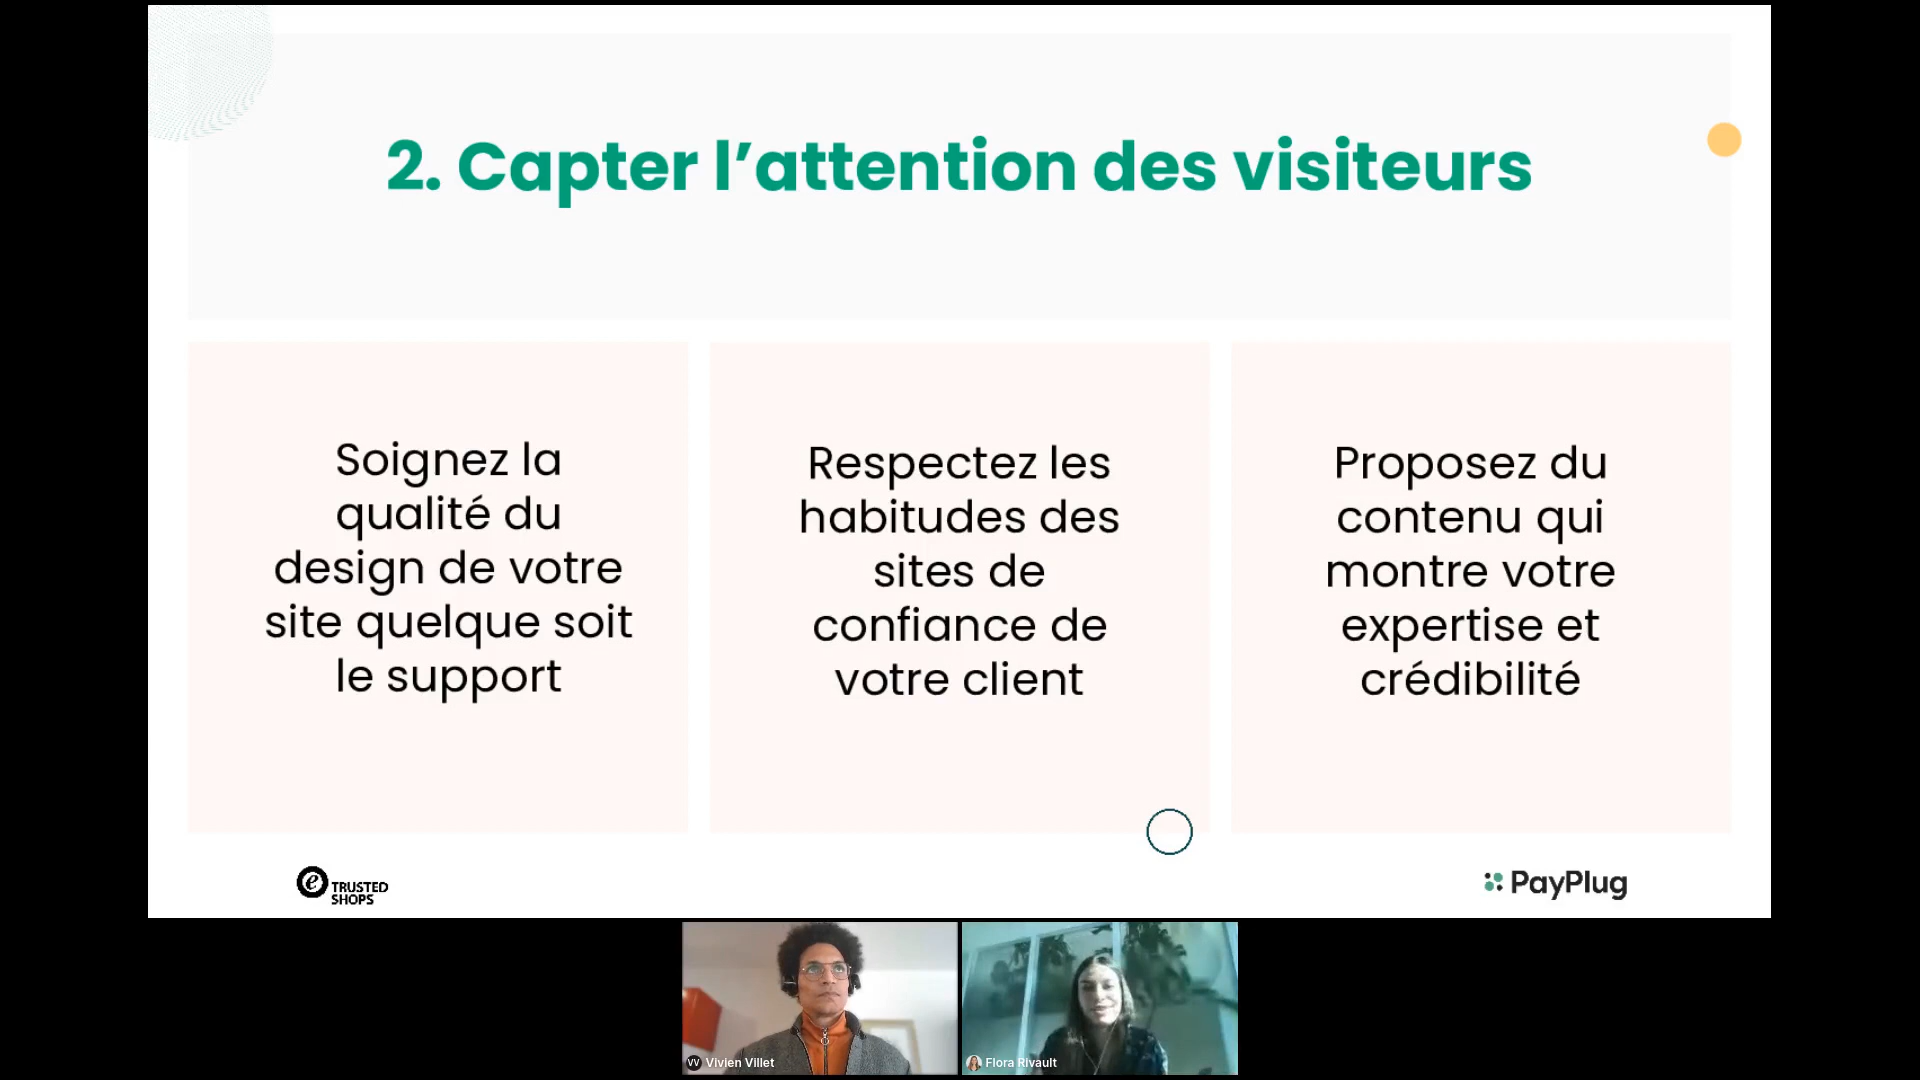 2. Capter l’attention des visiteurs
Soignez la
qualité du
design de votre
site quelque soit
le support
Respectez les
habitudes des
sites de
confiance de
votre client
Proposez du
contenu qui
montre votre
expertise et
crédibilité
e TRUSTED
SHOPS
PayPlug
VV Vivien Villet
Flora Rivault